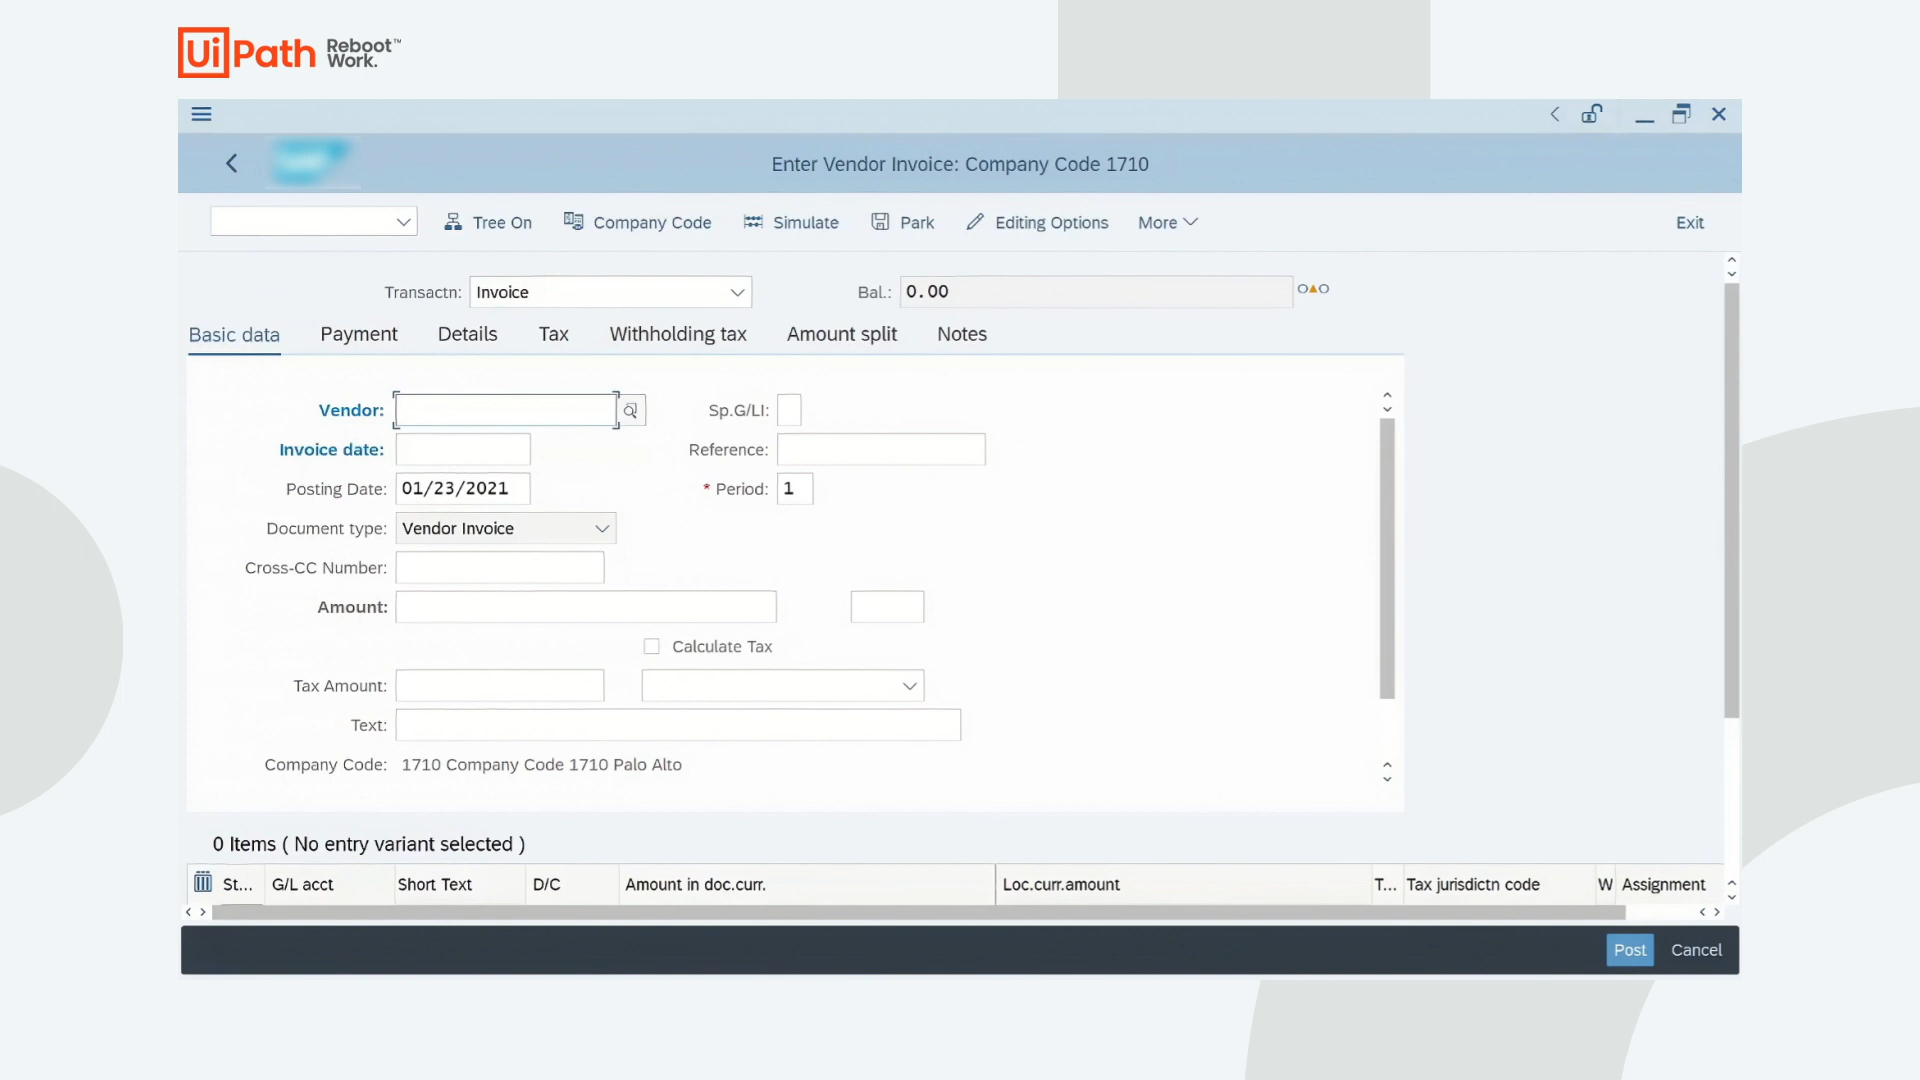 UiPath Reboot Work.™
Enter Vendor Invoice: Company Code 1710
Tree On Company Code Simulate Park Editing Options More Exit
Transactn: Invoice Bal.: 0.00
Basic data Payment Details Tax Withholding tax Amount split Notes
Vendor: Sp.G/LI:
Invoice date: Reference:
Posting Date: 01/23/2021 * Period: 1
Document type: Vendor Invoice
Cross-CC Number:
Amount:
Calculate Tax
Tax Amount:
Text:
Company Code: 1710 Company Code 1710 Palo Alto
0 Items ( No entry variant selected )
St... G/L acct Short Text D/C Amount in doc.curr. Loc.curr.amount T... Tax jurisdictn code W Assignment
Post Cancel